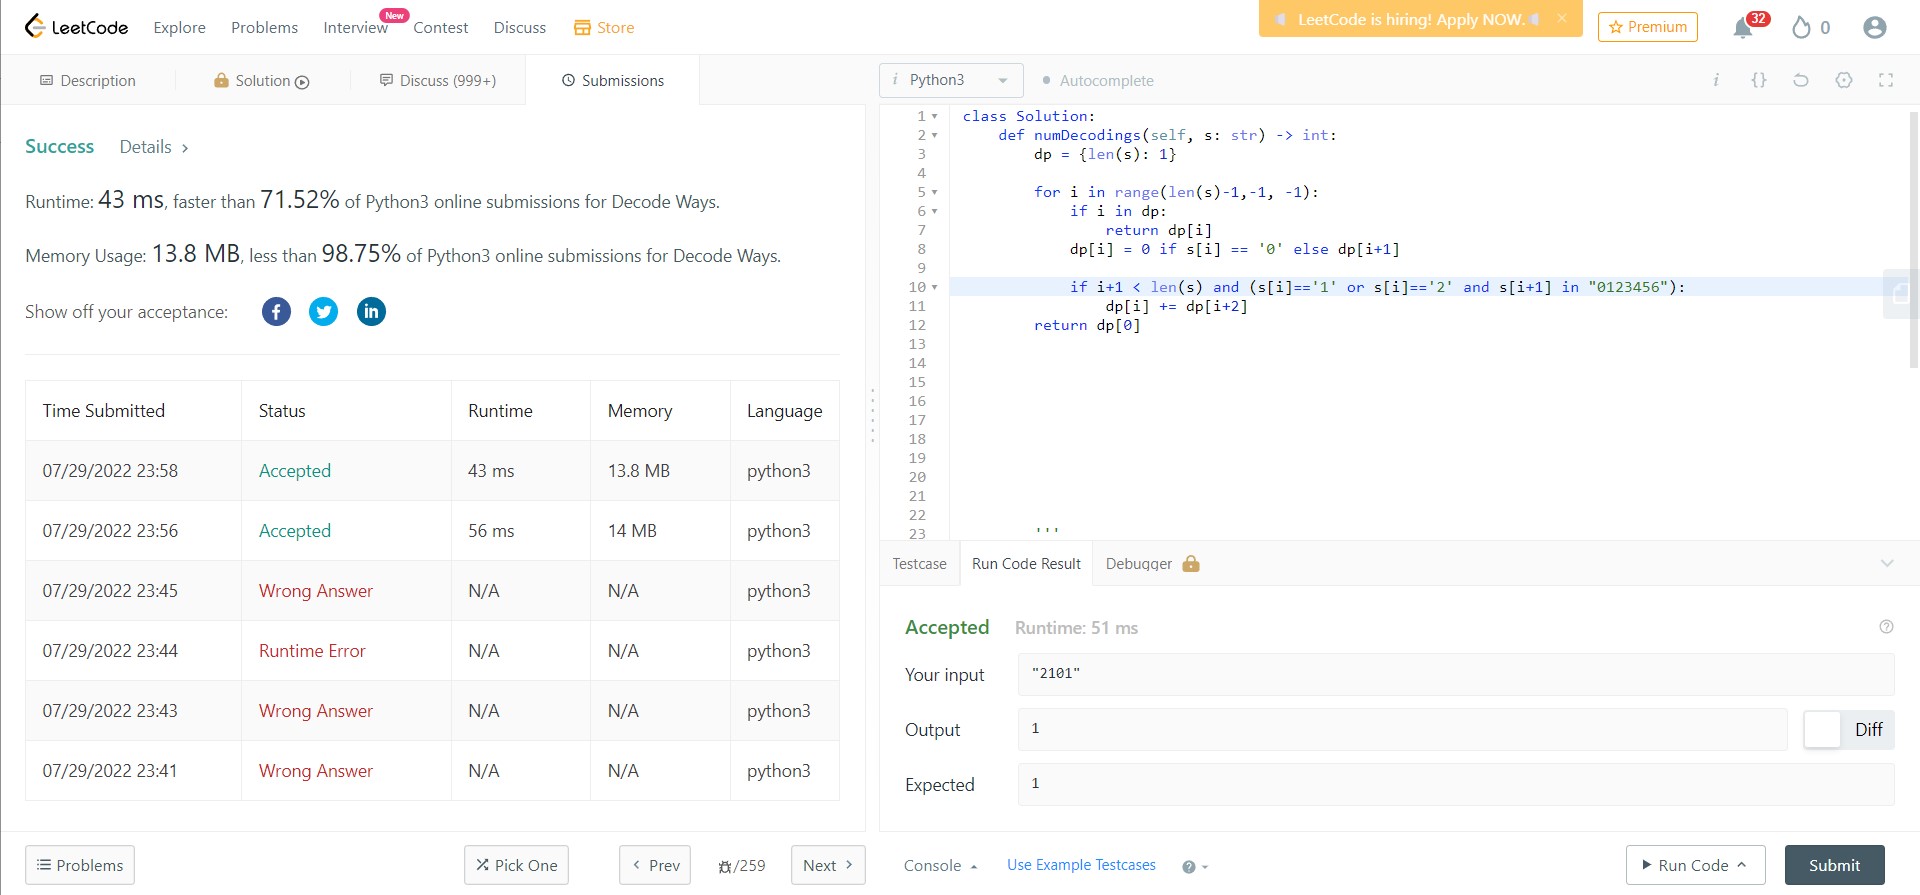 LeetCode Explore Problems Interview New Contest Discuss Store LeetCode is hiring! Apply NOW. × Premium 32 0
Description Solution Discuss (999+) Submissions
Success Details >
Runtime: 43 ms, faster than 71.52% of Python3 online submissions for Decode Ways.
Memory Usage: 13.8 MB, less than 98.75% of Python3 online submissions for Decode Ways.
Show off your acceptance:
Time Submitted Status Runtime Memory Language
07/29/2022 23:58 Accepted 43 ms 13.8 MB python3
07/29/2022 23:56 Accepted 56 ms 14 MB python3
07/29/2022 23:45 Wrong Answer N/A N/A python3
07/29/2022 23:44 Runtime Error N/A N/A python3
07/29/2022 23:43 Wrong Answer N/A N/A python3
07/29/2022 23:41 Wrong Answer N/A N/A python3
Problems Pick One < Prev /259 Next >
i Python3 Autocomplete i {}
1 class Solution:
2     def numDecodings(self, s: str) -> int:
3         dp = {len(s): 1}
4
5         for i in range(len(s)-1,-1, -1):
6             if i in dp:
7                 return dp[i]
8             dp[i] = 0 if s[i] == '0' else dp[i+1]
9
10             if i+1 < len(s) and (s[i]=='1' or s[i]=='2' and s[i+1] in "0123456"):
11                 dp[i] += dp[i+2]
12         return dp[0]
13
14
15
16
17
18
19
20
21
22
23         '''
Testcase Run Code Result Debugger
Accepted Runtime: 51 ms ?
Your input "2101"
Output 1 Diff
Expected 1
Console Use Example Testcases ? Run Code Submit